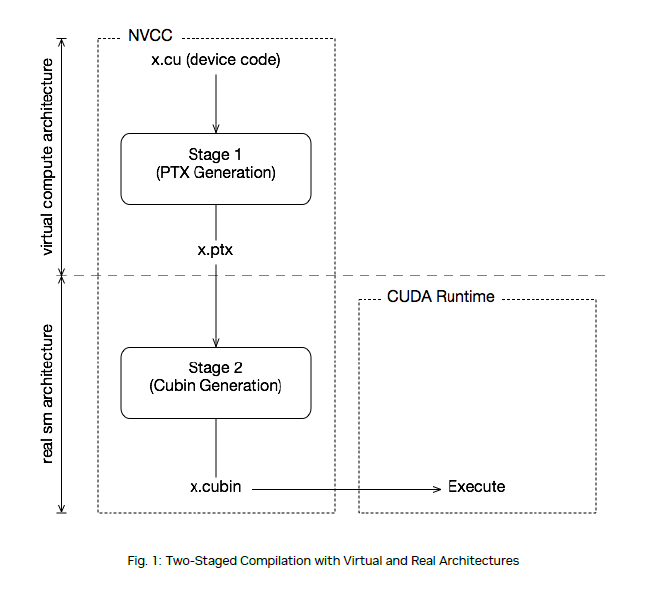 NVCC
x.cu (device code)
virtual compute architecture
Stage 1
(PTX Generation)
x.ptx
CUDA Runtime
real sm architecture
Stage 2
(Cubin Generation)
x.cubin
Execute
Fig. 1: Two-Staged Compilation with Virtual and Real Architectures